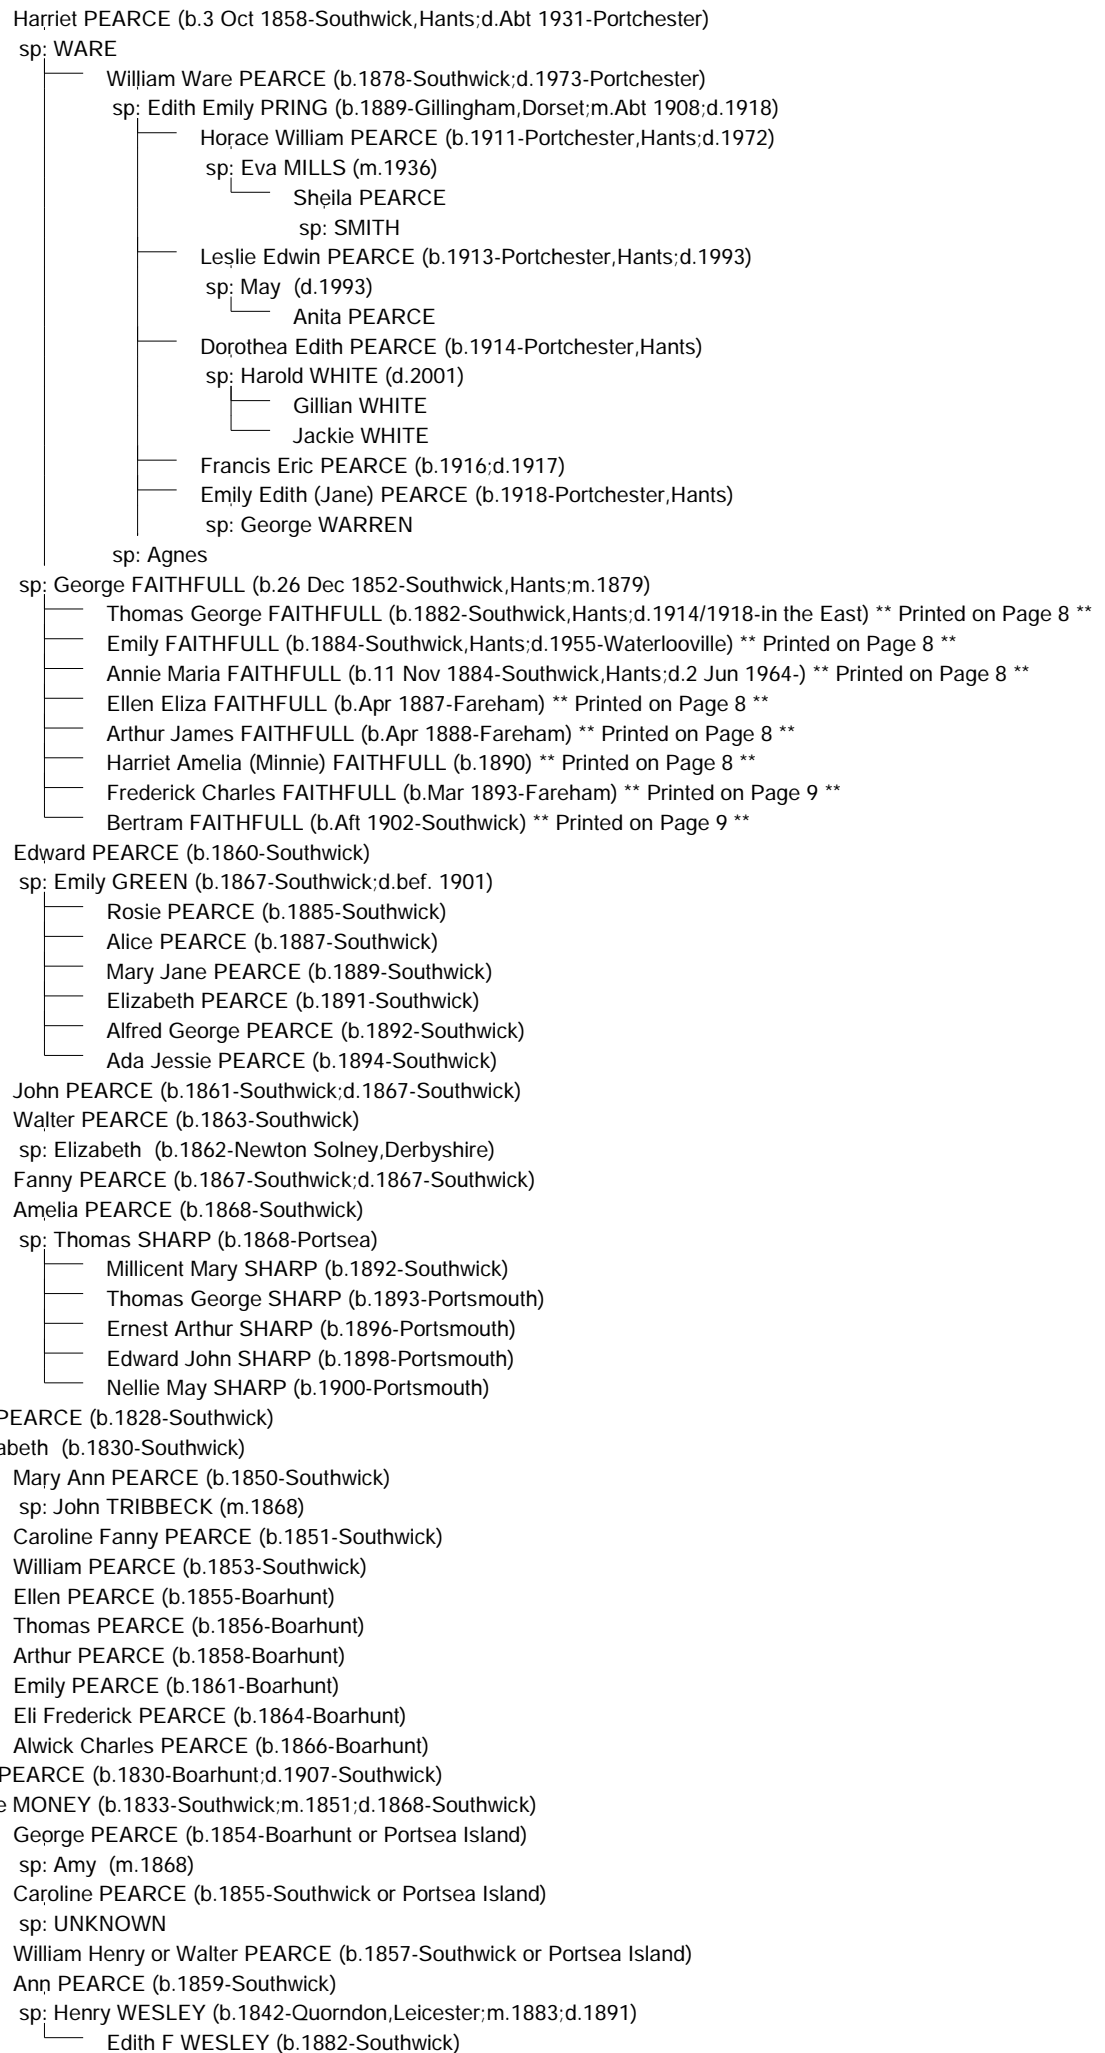 Harriet PEARCE (b.3 Oct 1858-Southwick,Hants;d.Abt 1931-Portchester)
sp: WARE
William Ware PEARCE (b.1878-Southwick;d.1973-Portchester)
sp: Edith Emily PRING (b.1889-Gillingham,Dorset;m.Abt 1908;d.1918)
Horace William PEARCE (b.1911-Portchester,Hants;d.1972)
sp: Eva MILLS (m.1936)
Sheila PEARCE
sp: SMITH
Leslie Edwin PEARCE (b.1913-Portchester,Hants;d.1993)
sp: May (d.1993)
Anita PEARCE
Dorothea Edith PEARCE (b.1914-Portchester,Hants)
sp: Harold WHITE (d.2001)
Gillian WHITE
Jackie WHITE
Francis Eric PEARCE (b.1916;d.1917)
Emily Edith (Jane) PEARCE (b.1918-Portchester,Hants)
sp: George WARREN
sp: Agnes
sp: George FAITHFULL (b.26 Dec 1852-Southwick,Hants;m.1879)
Thomas George FAITHFULL (b.1882-Southwick,Hants;d.1914/1918-in the East) ** Printed on Page 8 **
Emily FAITHFULL (b.1884-Southwick,Hants;d.1955-Waterlooville) ** Printed on Page 8 **
Annie Maria FAITHFULL (b.11 Nov 1884-Southwick,Hants;d.2 Jun 1964-) ** Printed on Page 8 **
Ellen Eliza FAITHFULL (b.Apr 1887-Fareham) ** Printed on Page 8 **
Arthur James FAITHFULL (b.Apr 1888-Fareham) ** Printed on Page 8 **
Harriet Amelia (Minnie) FAITHFULL (b.1890) ** Printed on Page 8 **
Frederick Charles FAITHFULL (b.Mar 1893-Fareham) ** Printed on Page 9 **
Bertram FAITHFULL (b.Aft 1902-Southwick) ** Printed on Page 9 **
Edward PEARCE (b.1860-Southwick)
sp: Emily GREEN (b.1867-Southwick;d.bef. 1901)
Rosie PEARCE (b.1885-Southwick)
Alice PEARCE (b.1887-Southwick)
Mary Jane PEARCE (b.1889-Southwick)
Elizabeth PEARCE (b.1891-Southwick)
Alfred George PEARCE (b.1892-Southwick)
Ada Jessie PEARCE (b.1894-Southwick)
John PEARCE (b.1861-Southwick;d.1867-Southwick)
Walter PEARCE (b.1863-Southwick)
sp: Elizabeth (b.1862-Newton Solney,Derbyshire)
Fanny PEARCE (b.1867-Southwick;d.1867-Southwick)
Amelia PEARCE (b.1868-Southwick)
sp: Thomas SHARP (b.1868-Portsea)
Millicent Mary SHARP (b.1892-Southwick)
Thomas George SHARP (b.1893-Portsmouth)
Ernest Arthur SHARP (b.1896-Portsmouth)
Edward John SHARP (b.1898-Portsmouth)
Nellie May SHARP (b.1900-Portsmouth)
PEARCE (b.1828-Southwick)
abeth (b.1830-Southwick)
Mary Ann PEARCE (b.1850-Southwick)
sp: John TRIBBECK (m.1868)
Caroline Fanny PEARCE (b.1851-Southwick)
William PEARCE (b.1853-Southwick)
Ellen PEARCE (b.1855-Boarhunt)
Thomas PEARCE (b.1856-Boarhunt)
Arthur PEARCE (b.1858-Boarhunt)
Emily PEARCE (b.1861-Boarhunt)
Eli Frederick PEARCE (b.1864-Boarhunt)
Alwick Charles PEARCE (b.1866-Boarhunt)
PEARCE (b.1830-Boarhunt;d.1907-Southwick)
e MONEY (b.1833-Southwick;m.1851;d.1868-Southwick)
George PEARCE (b.1854-Boarhunt or Portsea Island)
sp: Amy (m.1868)
Caroline PEARCE (b.1855-Southwick or Portsea Island)
sp: UNKNOWN
William Henry or Walter PEARCE (b.1857-Southwick or Portsea Island)
Ann PEARCE (b.1859-Southwick)
sp: Henry WESLEY (b.1842-Quorndon,Leicester;m.1883;d.1891)
Edith F WESLEY (b.1882-Southwick)